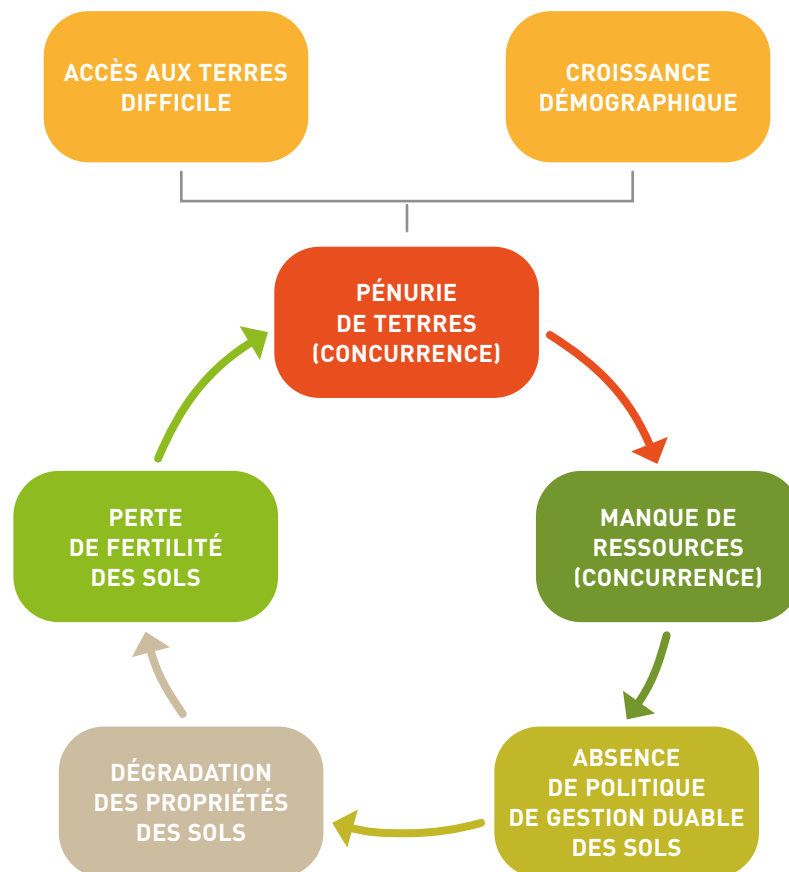 ACCÈS AUX TERRES
DIFFICILE
CROISSANCE
DÉMOGRAPHIQUE
PÉNURIE
DE TETRRES
(CONCURRENCE)
MANQUE DE
RESSOURCES
(CONCURRENCE)
ABSENCE
DE POLITIQUE
DE GESTION DUABLE
DES SOLS
DÉGRADATION
DES PROPRIÉTÉS
DES SOLS
PERTE
DE FERTILITÉ
DES SOLS